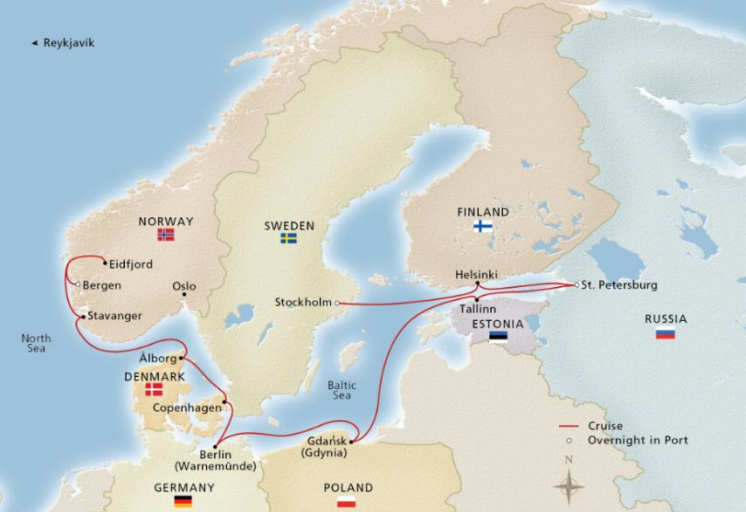 Reykjavik
NORWAY
SWEDEN
FINLAND
Eidfjord
Bergen
Oslo
Stavanger
Helsinki
St. Petersburg
Stockholm
Tallinn
ESTONIA
RUSSIA
North
Sea
Ålborg
DENMARK
Copenhagen
Baltic
Sea
Berlin
(Warnemünde)
Gdańsk
(Gdynia)
GERMANY
POLAND
Cruise
Overnight in Port
N